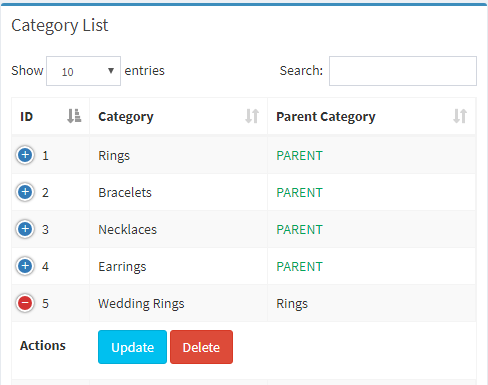 Category List
Show 10 entries Search:
ID Category Parent Category
1 Rings PARENT
2 Bracelets PARENT
3 Necklaces PARENT
4 Earrings PARENT
5 Wedding Rings Rings
Actions Update Delete